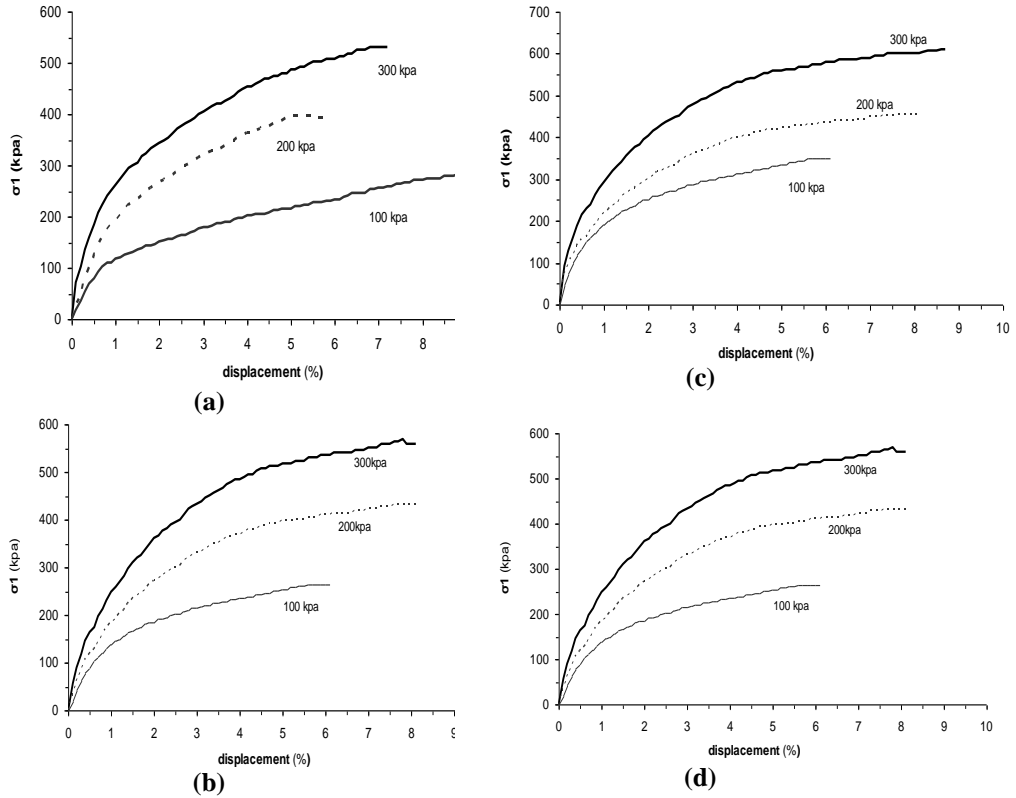 600
500
400
300
200
100
0
σ1 (kpa)
300 kpa
200 kpa
100 kpa
0 1 2 3 4 5 6 7 8
displacement (%)
(a)
700
600
500
400
300
200
100
0
σ1 (kpa)
300 kpa
200 kpa
100 kpa
0 1 2 3 4 5 6 7 8 9 10
displacement (%)
(c)
600
500
400
300
200
100
0
σ1 (kpa)
300kpa
200kpa
100 kpa
0 1 2 3 4 5 6 7 8 9
displacement (%)
(b)
600
500
400
300
200
100
0
σ1 (kpa)
300kpa
200kpa
100 kpa
0 1 2 3 4 5 6 7 8 9 10
displacement (%)
(d)